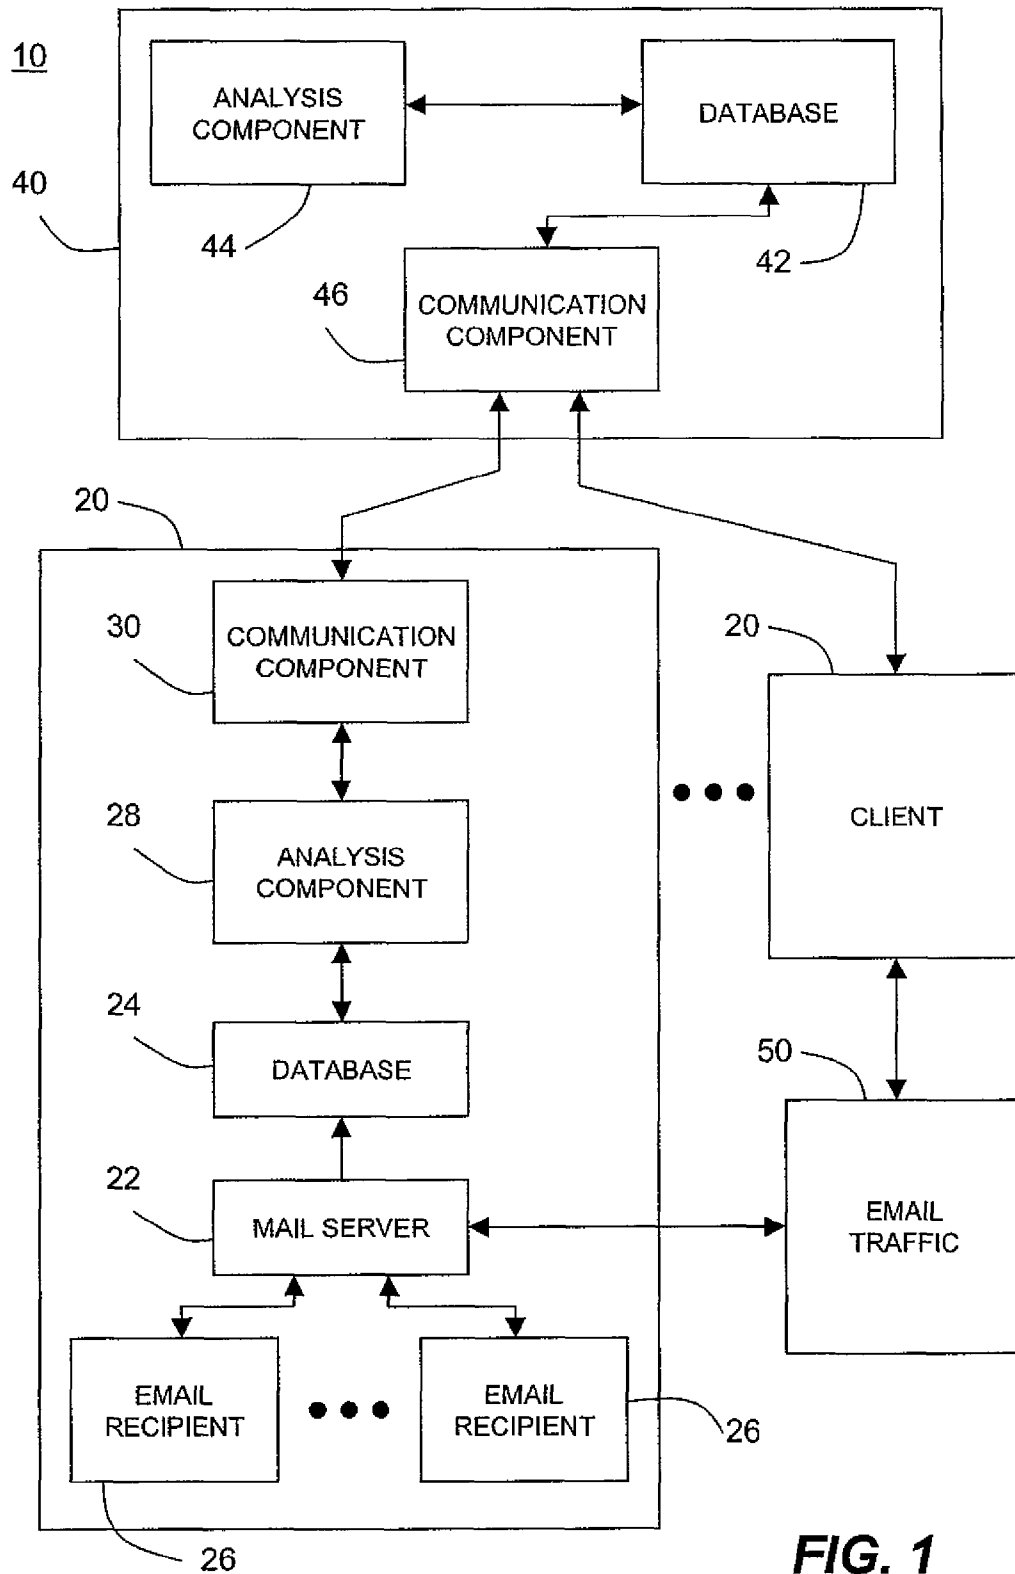 10
ANALYSIS
COMPONENT
DATABASE
40
44
42
46
COMMUNICATION
COMPONENT
20
30
COMMUNICATION
COMPONENT
20
28
ANALYSIS
COMPONENT
CLIENT
24
DATABASE
50
22
MAIL SERVER
EMAIL
TRAFFIC
EMAIL
RECIPIENT
EMAIL
RECIPIENT
26
26
FIG. 1